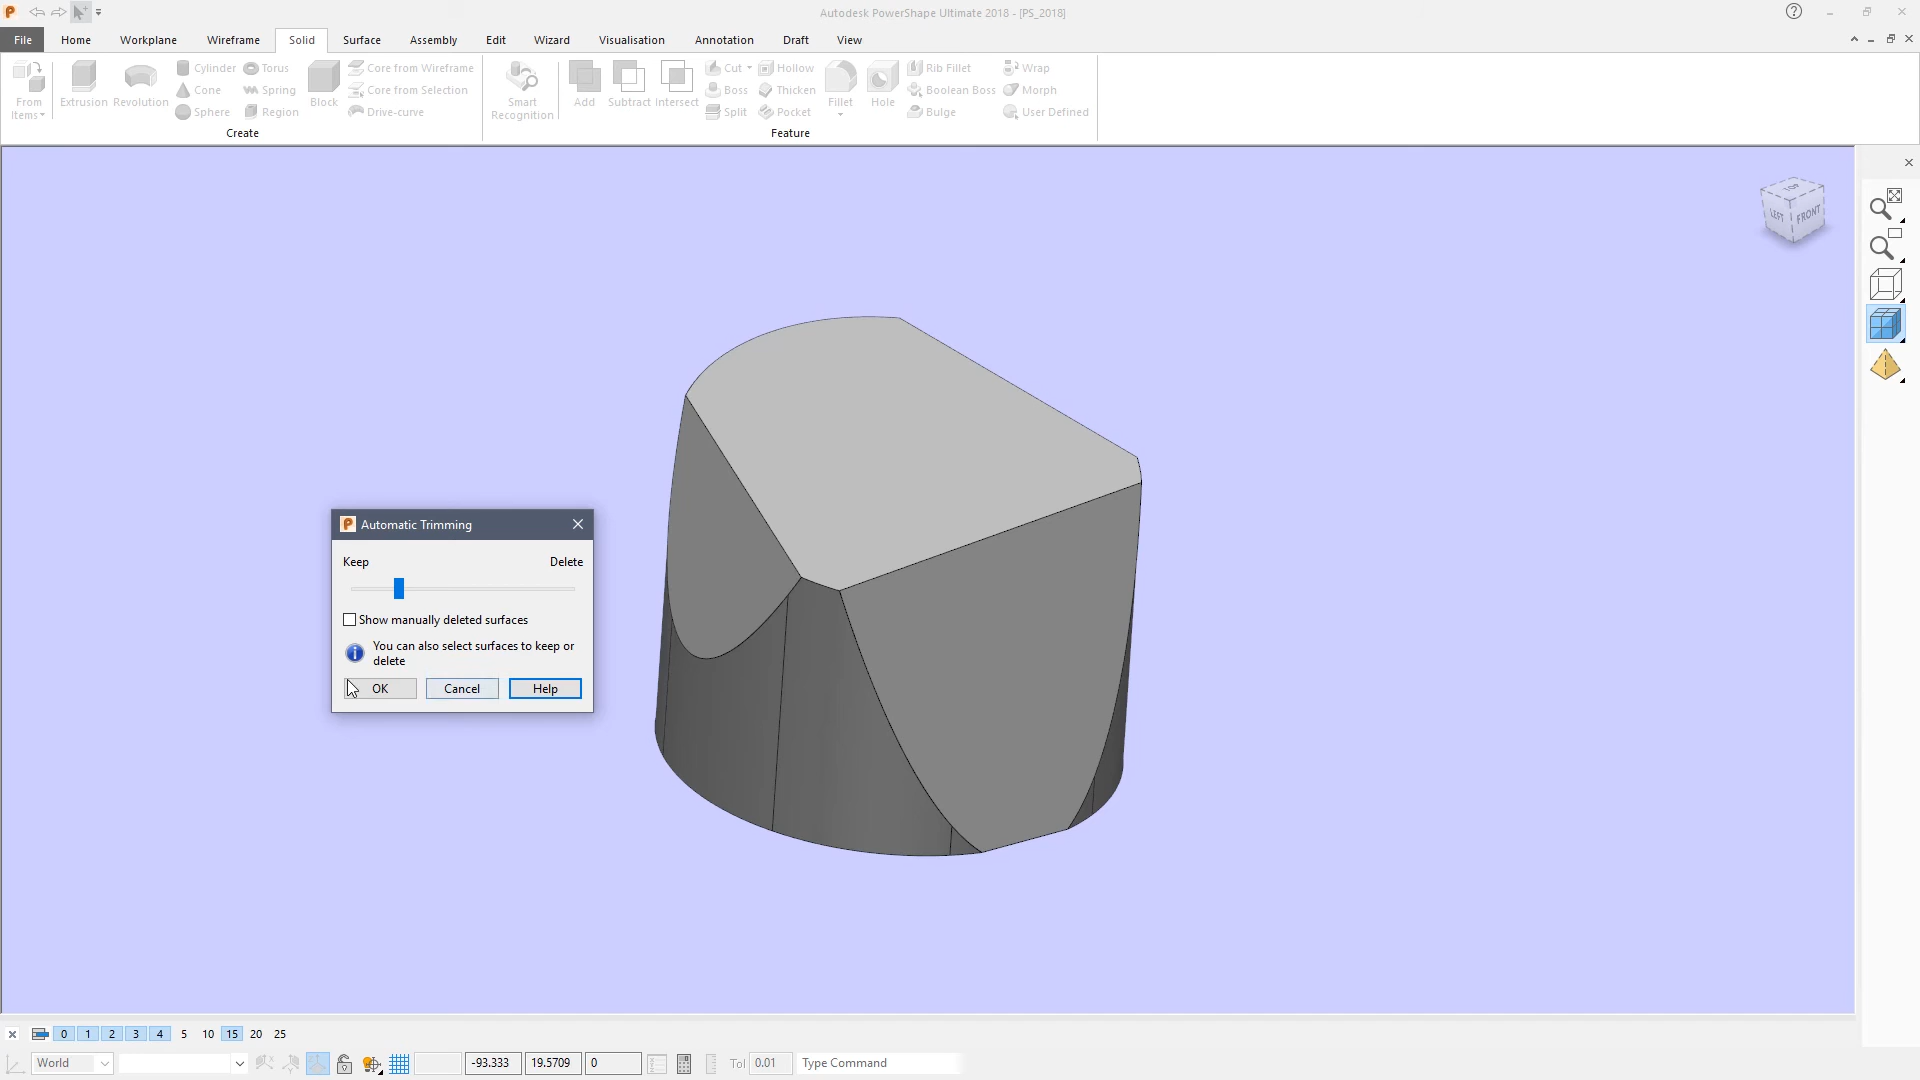 Autodesk PowerShape Ultimate 2018 - [PS_2018]
File Home Workplane Wireframe Solid Surface Assembly Edit Wizard Visualisation Annotation Draft View
From Items
Extrusion
Revolution
Cylinder
Cone
Sphere
Torus
Spring
Region
Block
Core from Wireframe
Core from Selection
Drive-curve
Create
Smart Recognition
Add
Subtract
Intersect
Cut
Boss
Split
Hollow
Thicken
Pocket
Fillet
Hole
Rib Fillet
Boolean Boss
Bulge
Wrap
Morph
User Defined
Feature
TOP
LEFT
FRONT
Automatic Trimming
Keep Delete
Show manually deleted surfaces
You can also select surfaces to keep or
delete
OK Cancel Help
0 1 2 3 4 5 10 15 20 25
World -93.333 19.5709 0 Tol 0.01 Type Command